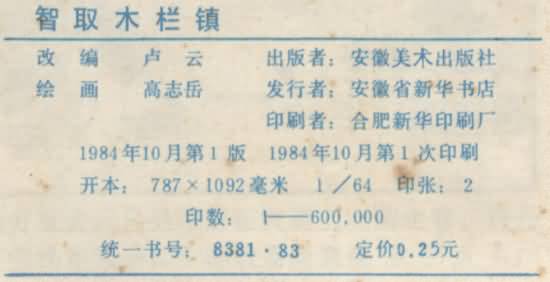 智取木栏镇
改 编 卢 云 出版者：安徽美术出版社
绘 画 高志岳 发行者：安徽省新华书店
印刷者：合肥新华印刷厂
1984年10月第1版 1984年10月第1次印刷
开本：787×1092毫米 1/64 印张：2
印数：1——600,000
统一书号：8381·83 定价0.25元